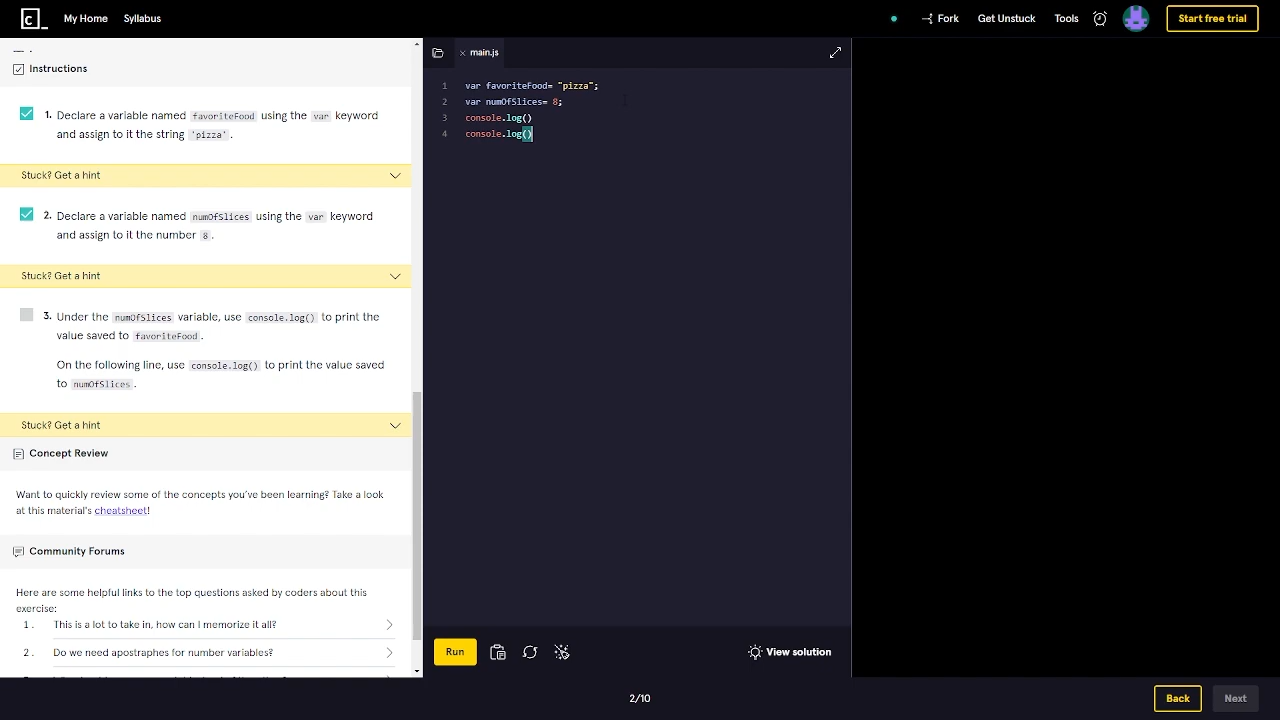 c_ My Home Syllabus Fork Get Unstuck Tools Start free trial
Instructions
1. Declare a variable named favoriteFood using the var keyword
and assign to it the string 'pizza'.
Stuck? Get a hint
2. Declare a variable named numOfSlices using the var keyword
and assign to it the number 8.
Stuck? Get a hint
3. Under the numOfSlices variable, use console.log() to print the
value saved to favoriteFood.
On the following line, use console.log() to print the value saved
to numOfSlices.
Stuck? Get a hint
Concept Review
Want to quickly review some of the concepts you've been learning? Take a look
at this material's cheatsheet!
Community Forums
Here are some helpful links to the top questions asked by coders about this
exercise:
1. This is a lot to take in, how can I memorize it all?
2. Do we need apostraphes for number variables?
main.js
1 var favoriteFood= "pizza";
2 var numOfSlices= 8;
3 console.log()
4 console.log()
Run View solution
2/10 Back Next